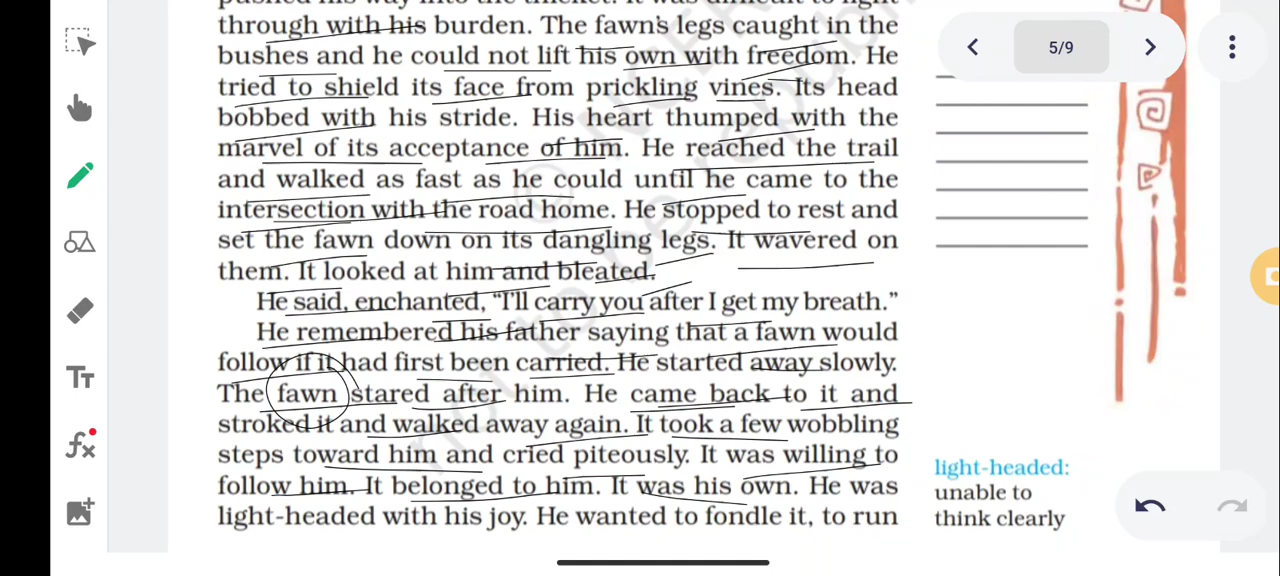 through with his burden. The fawn's legs caught in the
bushes and he could not lift his own with freedom. He
tried to shield its face from prickling vines. Its head
bobbed with his stride. His heart thumped with the
marvel of its acceptance of him. He reached the trail
and walked as fast as he could until he came to the
intersection with the road home. He stopped to rest and
set the fawn down on its dangling legs. It wavered on
them. It looked at him and bleated.
He said, enchanted, “I'll carry you after I get my breath.”
He remembered his father saying that a fawn would
follow if it had first been carried. He started away slowly.
The fawn stared after him. He came back to it and
stroked it and walked away again. It took a few wobbling
steps toward him and cried piteously. It was willing to
follow him. It belonged to him. It was his own. He was
light-headed with his joy. He wanted to fondle it, to run
5/9
light-headed:
unable to
think clearly
Tт
fx
not to be republi